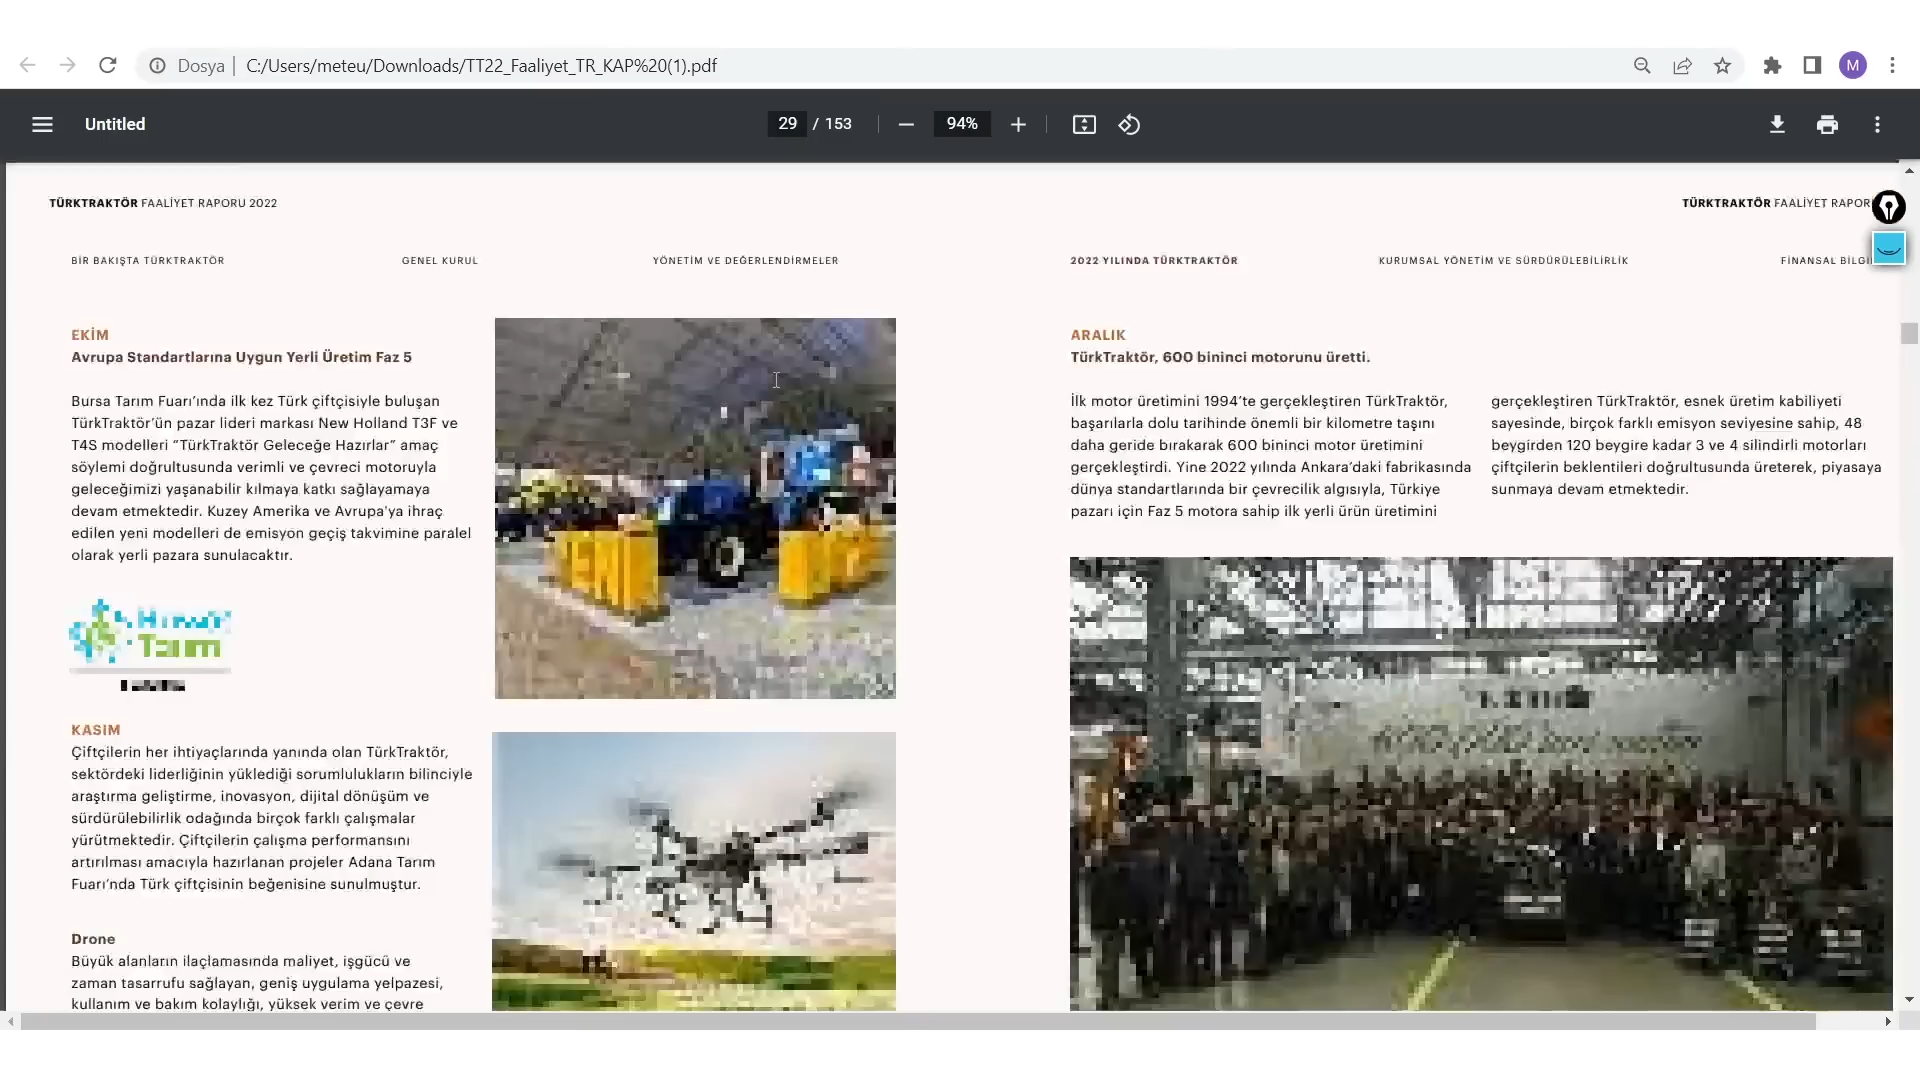 Dosya
C:/Users/meteu/Downloads/TT22_Faaliyet_TR_KAP%20(1).pdf
M
Untitled
29 / 153
94%
TÜRKTRAKTÖR FAALİYET RAPORU 2022
TÜRKTRAKTÖR FAALİYET RAPOR
BİR BAKIŞTA TÜRKTRAKTÖR
GENEL KURUL
YÖNETİM VE DEĞERLENDİRMELER
2022 YILINDA TÜRKTRAKTÖR
KURUMSAL YÖNETİM VE SÜRDÜRÜLEBİLİRLİK
FİNANSAL BİLGİ
EKİM
Avrupa Standartlarına Uygun Yerli Üretim Faz 5
Bursa Tarım Fuarı’nda ilk kez Türk çiftçisiyle buluşan
TürkTraktör’ün pazar lideri markası New Holland T3F ve
T4S modelleri “TürkTraktör Geleceğe Hazırlar” amaç
söylemi doğrultusunda verimli ve çevreci motoruyla
geleceğimizi yaşanabilir kılmaya katkı sağlayamaya
devam etmektedir. Kuzey Amerika ve Avrupa'ya ihraç
edilen yeni modelleri de emisyon geçiş takvimine paralel
olarak yerli pazara sunulacaktır.
Tarım
KASIM
Çiftçilerin her ihtiyaçlarında yanında olan TürkTraktör,
sektördeki liderliğinin yüklediği sorumlulukların bilinciyle
araştırma geliştirme, inovasyon, dijital dönüşüm ve
sürdürülebilirlik odağında birçok farklı çalışmalar
yürütmektedir. Çiftçilerin çalışma performansını
artırılması amacıyla hazırlanan projeler Adana Tarım
Fuarı’nda Türk çiftçisinin beğenisine sunulmuştur.
Drone
Büyük alanların ilaçlamasında maliyet, işgücü ve
zaman tasarrufu sağlayan, geniş uygulama yelpazesi,
kullanım ve bakım kolaylığı, yüksek verim ve çevre
YENİ
ARALIK
TürkTraktör, 600 bininci motorunu üretti.
İlk motor üretimini 1994’te gerçekleştiren TürkTraktör,
başarılarla dolu tarihinde önemli bir kilometre taşını
daha geride bırakarak 600 bininci motor üretimini
gerçekleştirdi. Yine 2022 yılında Ankara’daki fabrikasında
dünya standartlarında bir çevrecilik algısıyla, Türkiye
pazarı için Faz 5 motora sahip ilk yerli ürün üretimini
gerçekleştiren TürkTraktör, esnek üretim kabiliyeti
sayesinde, birçok farklı emisyon seviyesine sahip, 48
beygirden 120 beygire kadar 3 ve 4 silindirli motorları
çiftçilerin beklentileri doğrultusunda üreterek, piyasaya
sunmaya devam etmektedir.